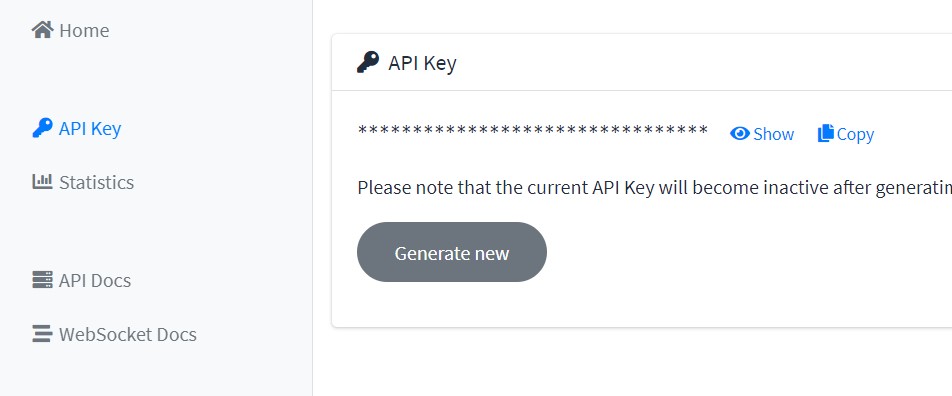 Home
API Key
Statistics
API Docs
WebSocket Docs
API Key
******************************** Show Copy
Please note that the current API Key will become inactive after generatin
Generate new